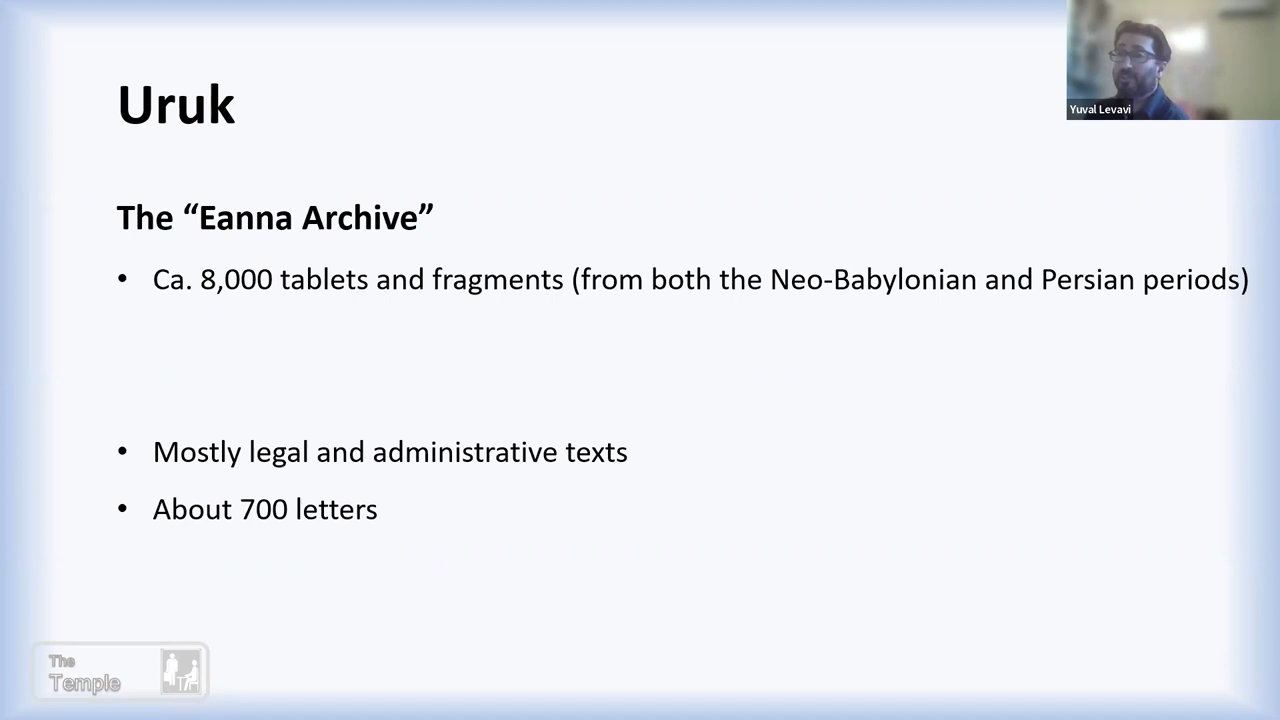 Uruk
Yuval Levavi
The “Eanna Archive”
• Ca. 8,000 tablets and fragments (from both the Neo-Babylonian and Persian periods)
• Mostly legal and administrative texts
• About 700 letters
The
Temple